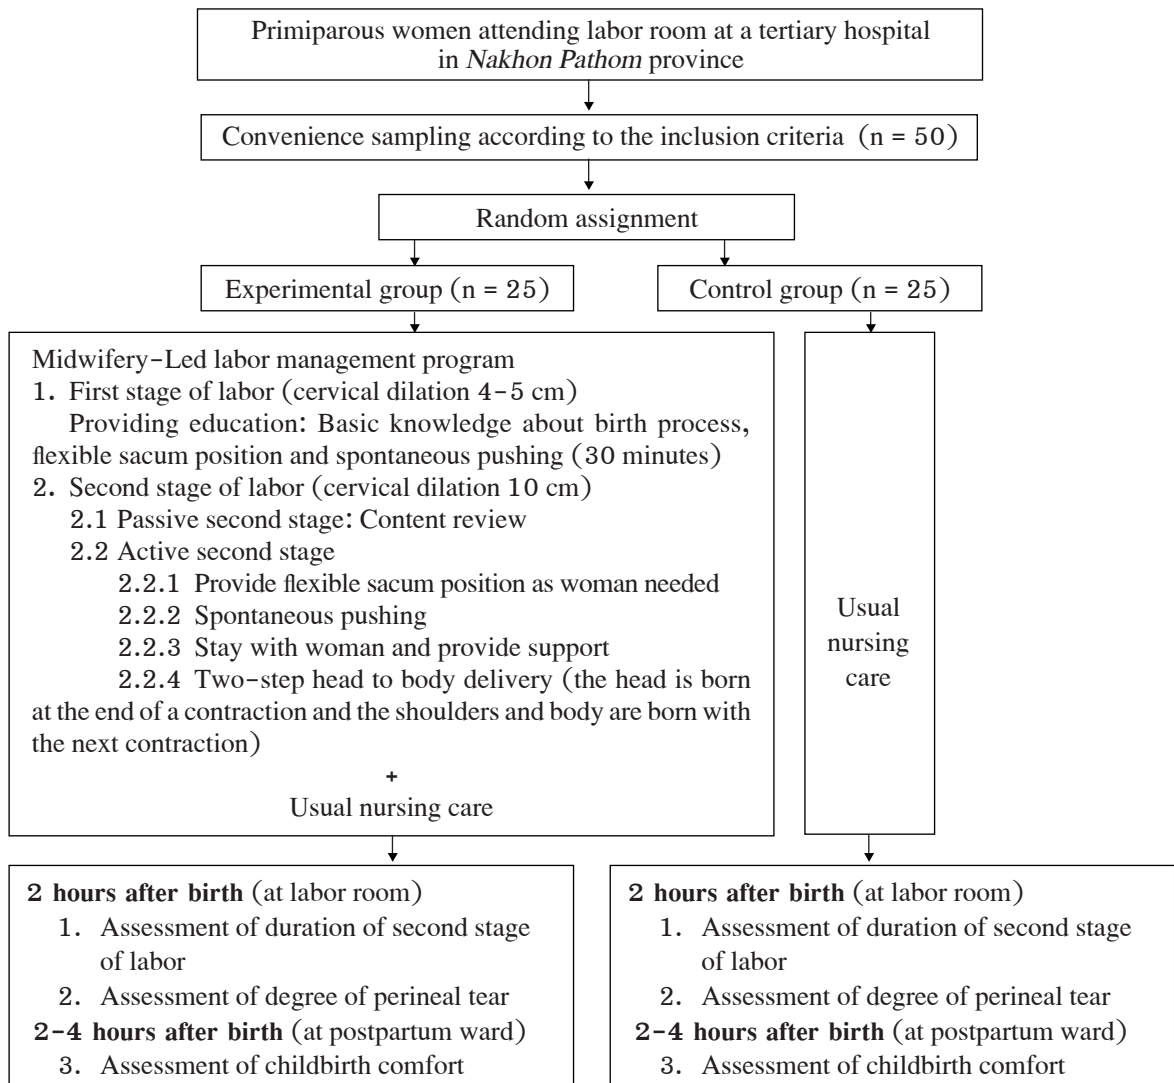 Primiparous women attending labor room at a tertiary hospital
in Nakhon Pathom province
Convenience sampling according to the inclusion criteria (n = 50)
Random assignment
Experimental group (n = 25)
Control group (n = 25)
Midwifery-Led labor management program
1. First stage of labor (cervical dilation 4-5 cm)
Providing education: Basic knowledge about birth process,
flexible sacum position and spontaneous pushing (30 minutes)
2. Second stage of labor (cervical dilation 10 cm)
2.1 Passive second stage: Content review
2.2 Active second stage
2.2.1 Provide flexible sacum position as woman needed
2.2.2 Spontaneous pushing
2.2.3 Stay with woman and provide support
2.2.4 Two-step head to body delivery (the head is born
at the end of a contraction and the shoulders and body are born with
the next contraction)
+
Usual nursing care
Usual
nursing
care
2 hours after birth (at labor room)
1. Assessment of duration of second stage
of labor
2. Assessment of degree of perineal tear
2-4 hours after birth (at postpartum ward)
3. Assessment of childbirth comfort
2 hours after birth (at labor room)
1. Assessment of duration of second stage
of labor
2. Assessment of degree of perineal tear
2-4 hours after birth (at postpartum ward)
3. Assessment of childbirth comfort